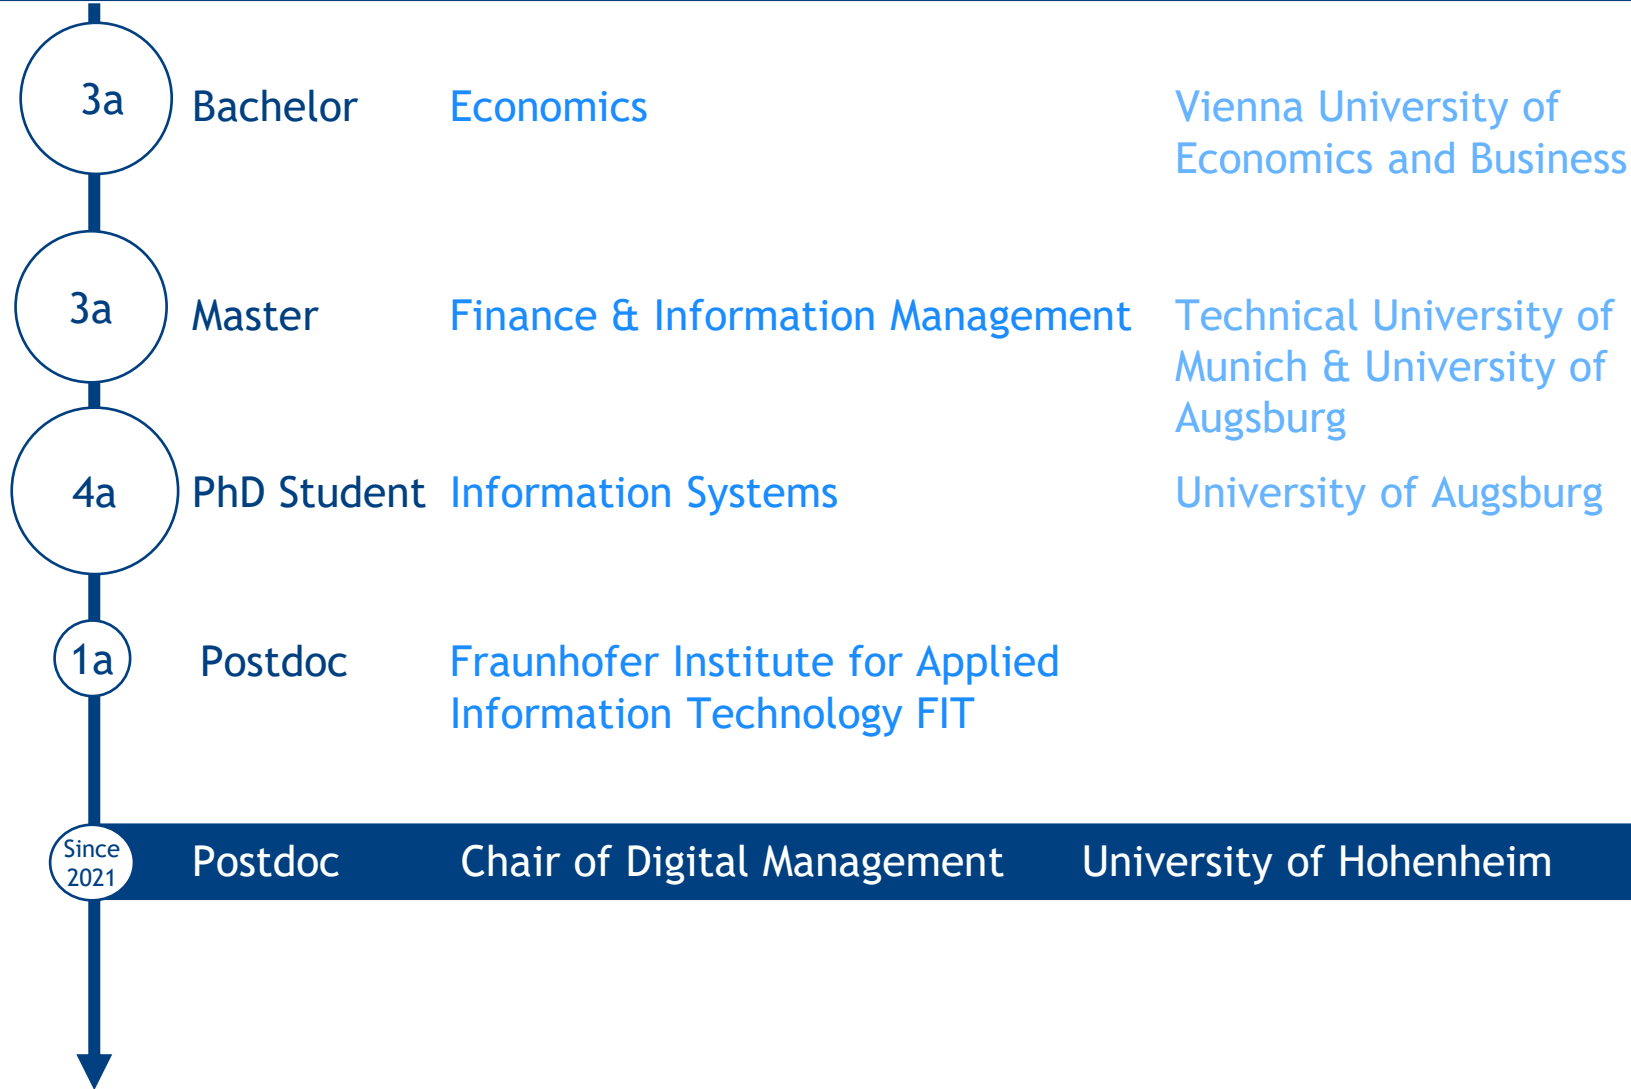 3a Bachelor Economics Vienna University of
Economics and Business
3a Master Finance & Information Management Technical University of
Munich & University of
Augsburg
4a PhD Student Information Systems University of Augsburg
1a Postdoc Fraunhofer Institute for Applied
Information Technology FIT
Since
2021 Postdoc Chair of Digital Management University of Hohenheim